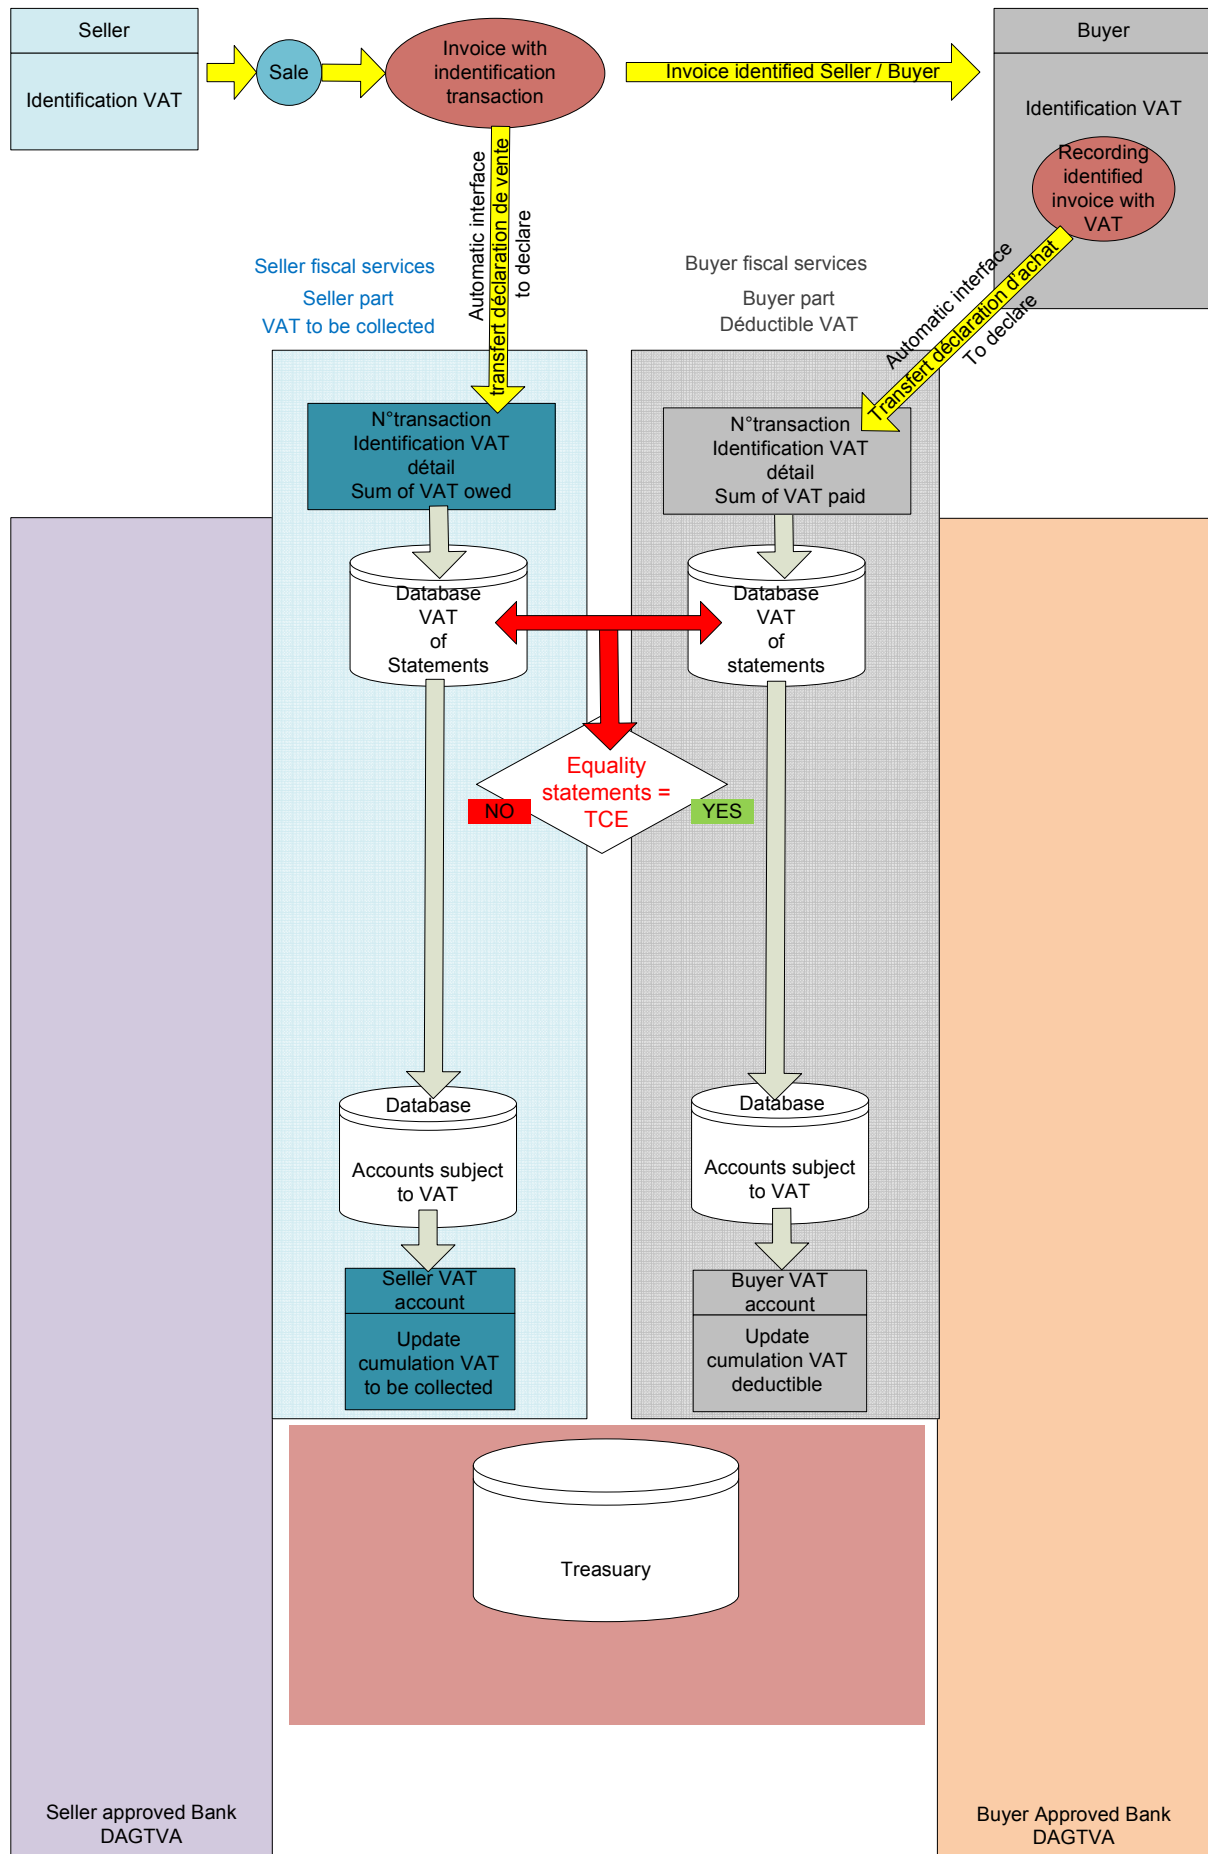 Seller
Identification VAT
Sale
Invoice with
indentification
transaction
Invoice identified Seller / Buyer
Buyer
Identification VAT
Recording
identified
invoice with
VAT
Automatic interface
transfert déclaration de vente
to declare
Automatic interface
Transfert déclaration d'achat
To declare
Seller fiscal services
Seller part
VAT to be collected
Buyer fiscal services
Buyer part
Déductible VAT
N°transaction
Identification VAT
détail
Sum of VAT owed
N°transaction
Identification VAT
détail
Sum of VAT paid
Database
VAT
of
Statements
Database
VAT
of
statements
Equality
statements =
TCE
NO
YES
Database
Accounts subject
to VAT
Database
Accounts subject
to VAT
Seller VAT
account
Update
cumulation VAT
to be collected
Buyer VAT
account
Update
cumulation VAT
deductible
Treasuary
Seller approved Bank
DAGTVA
Buyer Approved Bank
DAGTVA